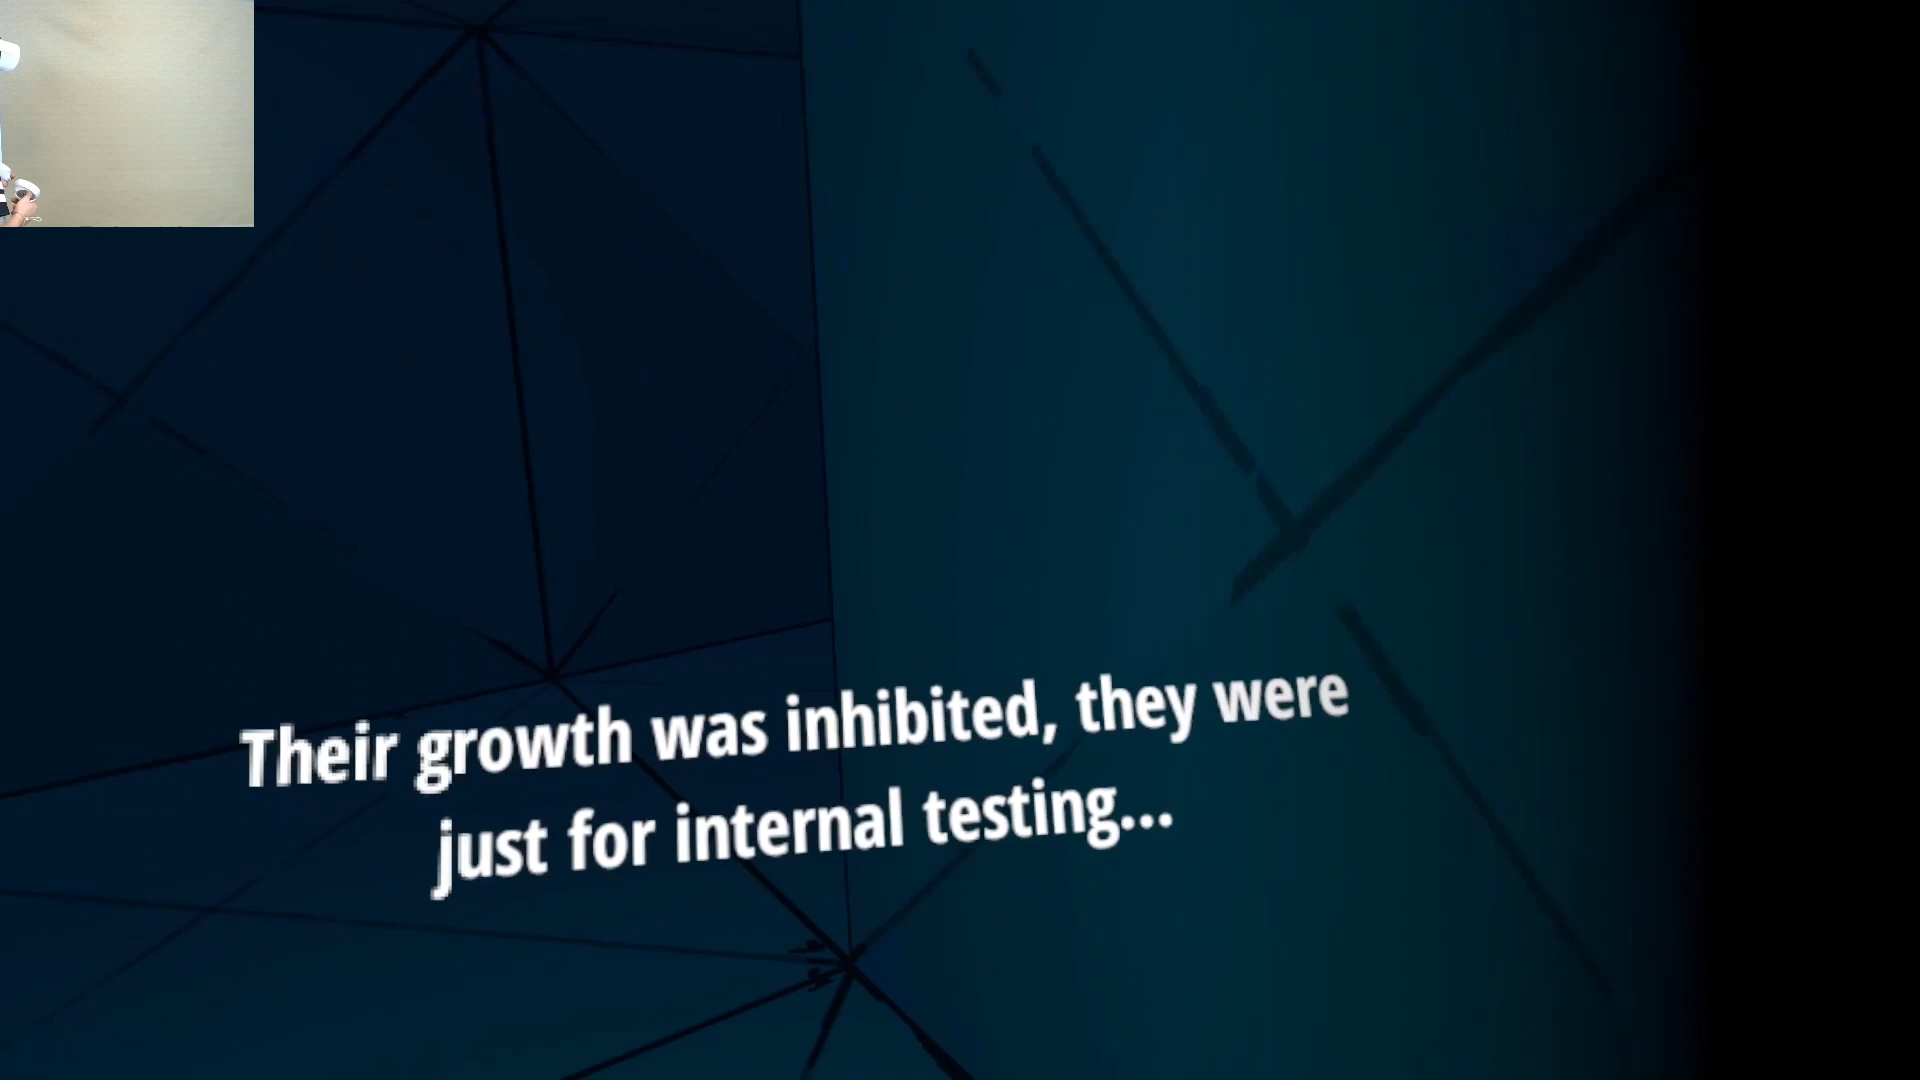 Their growth was inhibited, they were
just for internal testing...